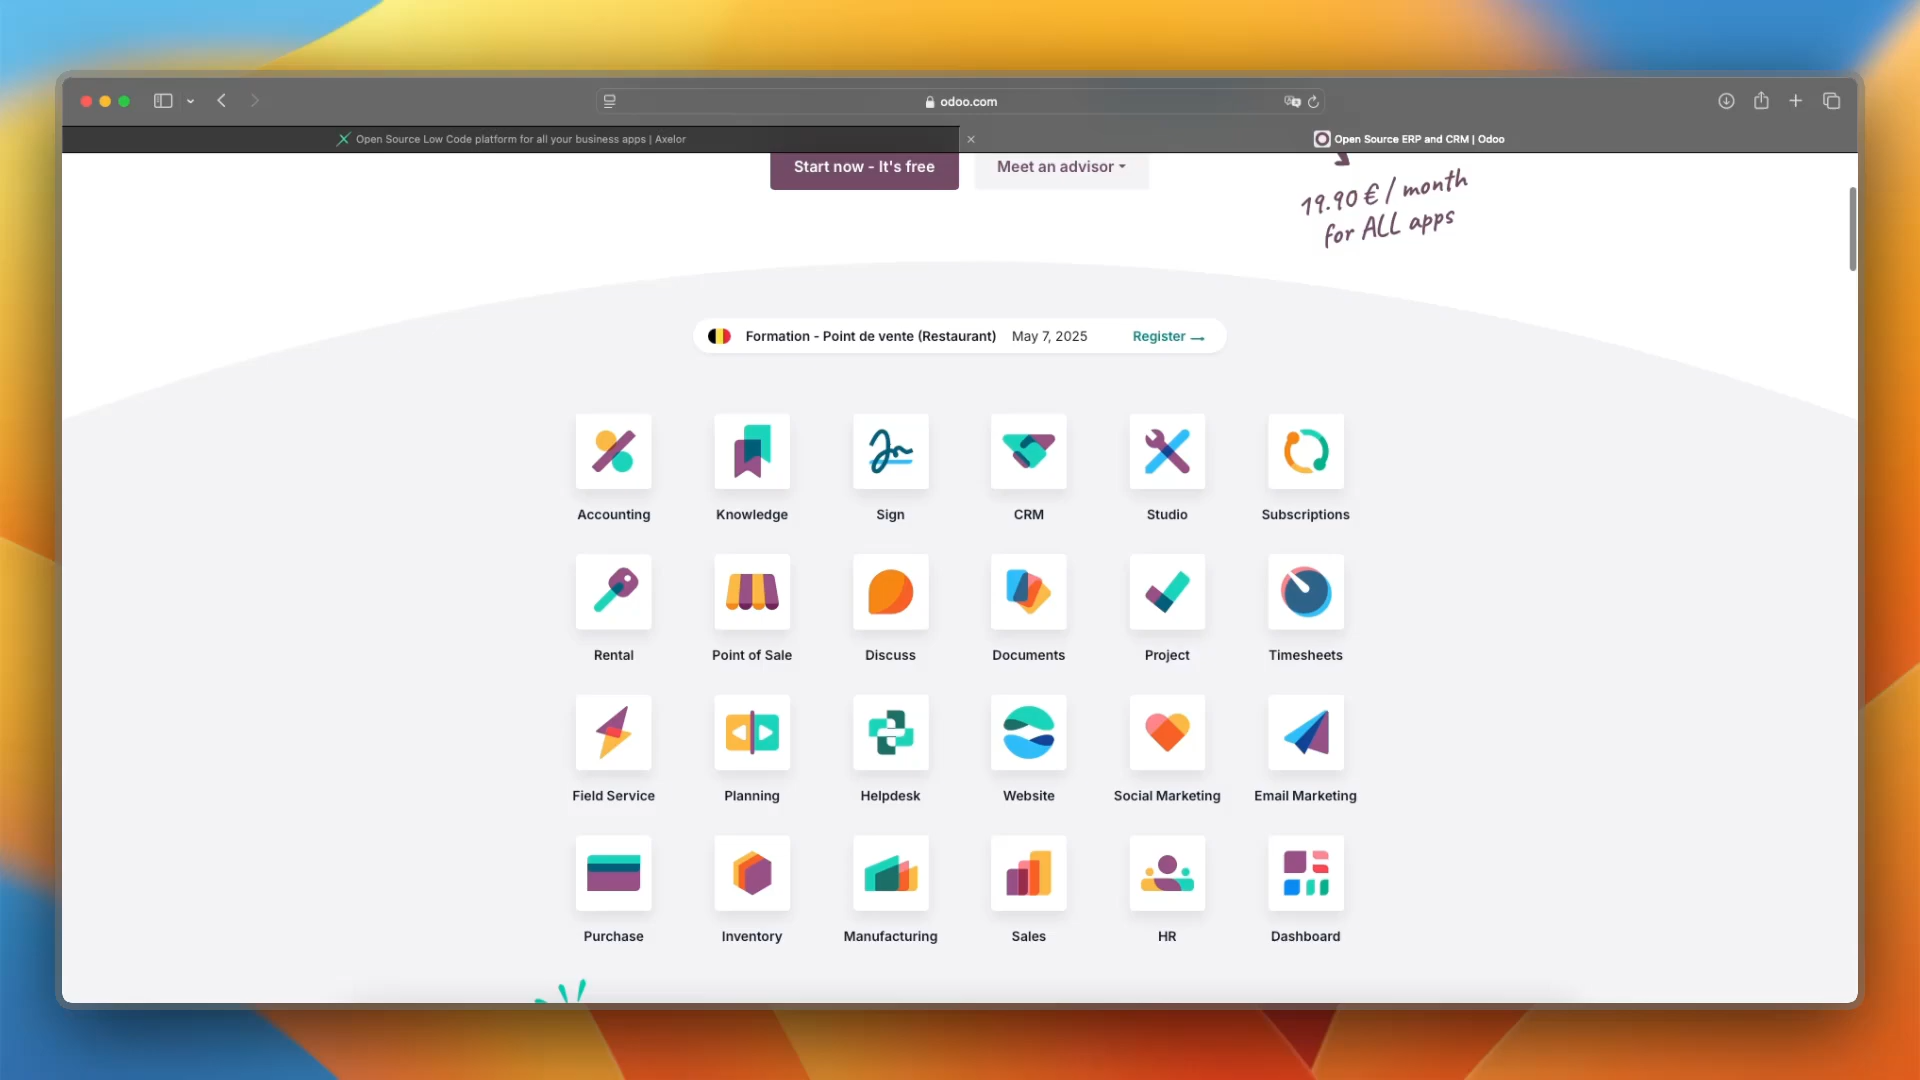 odoo.com
Open Source Low Code platform for all your business apps | Axelor
Open Source ERP and CRM | Odoo
Start now - It's free
Meet an advisor
19.90 € / month
for ALL apps
Formation - Point de vente (Restaurant) May 7, 2025 Register
Accounting Knowledge Sign CRM Studio Subscriptions
Rental Point of Sale Discuss Documents Project Timesheets
Field Service Planning Helpdesk Website Social Marketing Email Marketing
Purchase Inventory Manufacturing Sales HR Dashboard